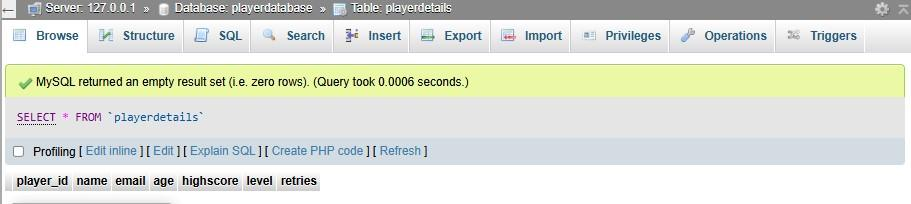 Server: 127.0.0.1 » Database: playerdatabase » Table: playerdetails
Browse Structure SQL Search Insert Export Import Privileges Operations Triggers
MySQL returned an empty result set (i.e. zero rows). (Query took 0.0006 seconds.)
SELECT * FROM `playerdetails`
Profiling [ Edit inline ] [ Edit ] [ Explain SQL ] [ Create PHP code ] [ Refresh ]
player_id name email age highscore level retries